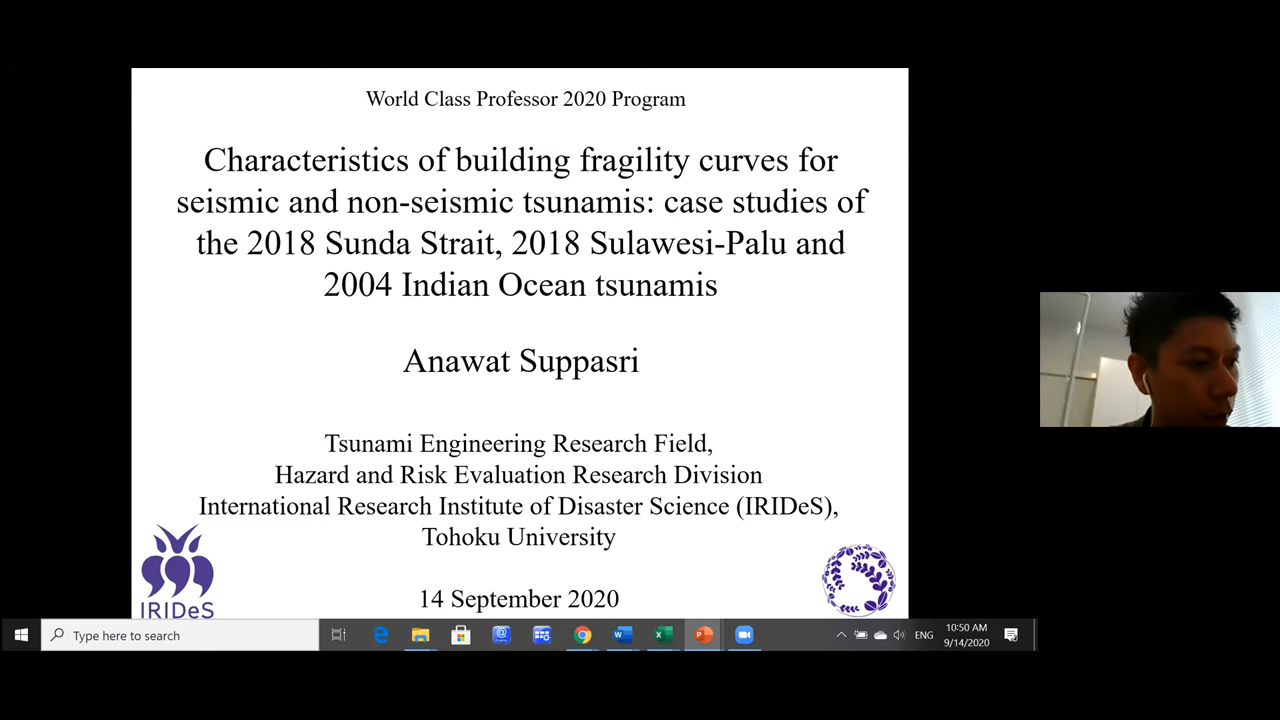 World Class Professor 2020 Program
Characteristics of building fragility curves for
seismic and non-seismic tsunamis: case studies of
the 2018 Sunda Strait, 2018 Sulawesi-Palu and
2004 Indian Ocean tsunamis
Anawat Suppasri
Tsunami Engineering Research Field,
Hazard and Risk Evaluation Research Division
International Research Institute of Disaster Science (IRIDeS),
Tohoku University
IRIDeS
14 September 2020
Type here to search
ENG
10:50 AM
9/14/2020